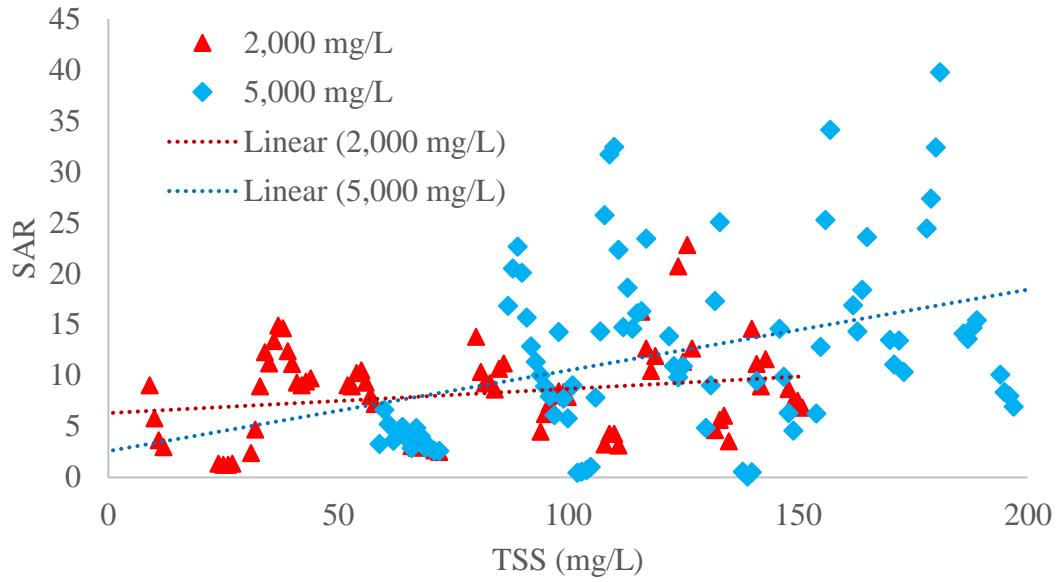 45
40
35
30
25
20
15
10
5
0
SAR
2,000 mg/L
5,000 mg/L
Linear (2,000 mg/L)
Linear (5,000 mg/L)
0 50 100 150 200
TSS (mg/L)